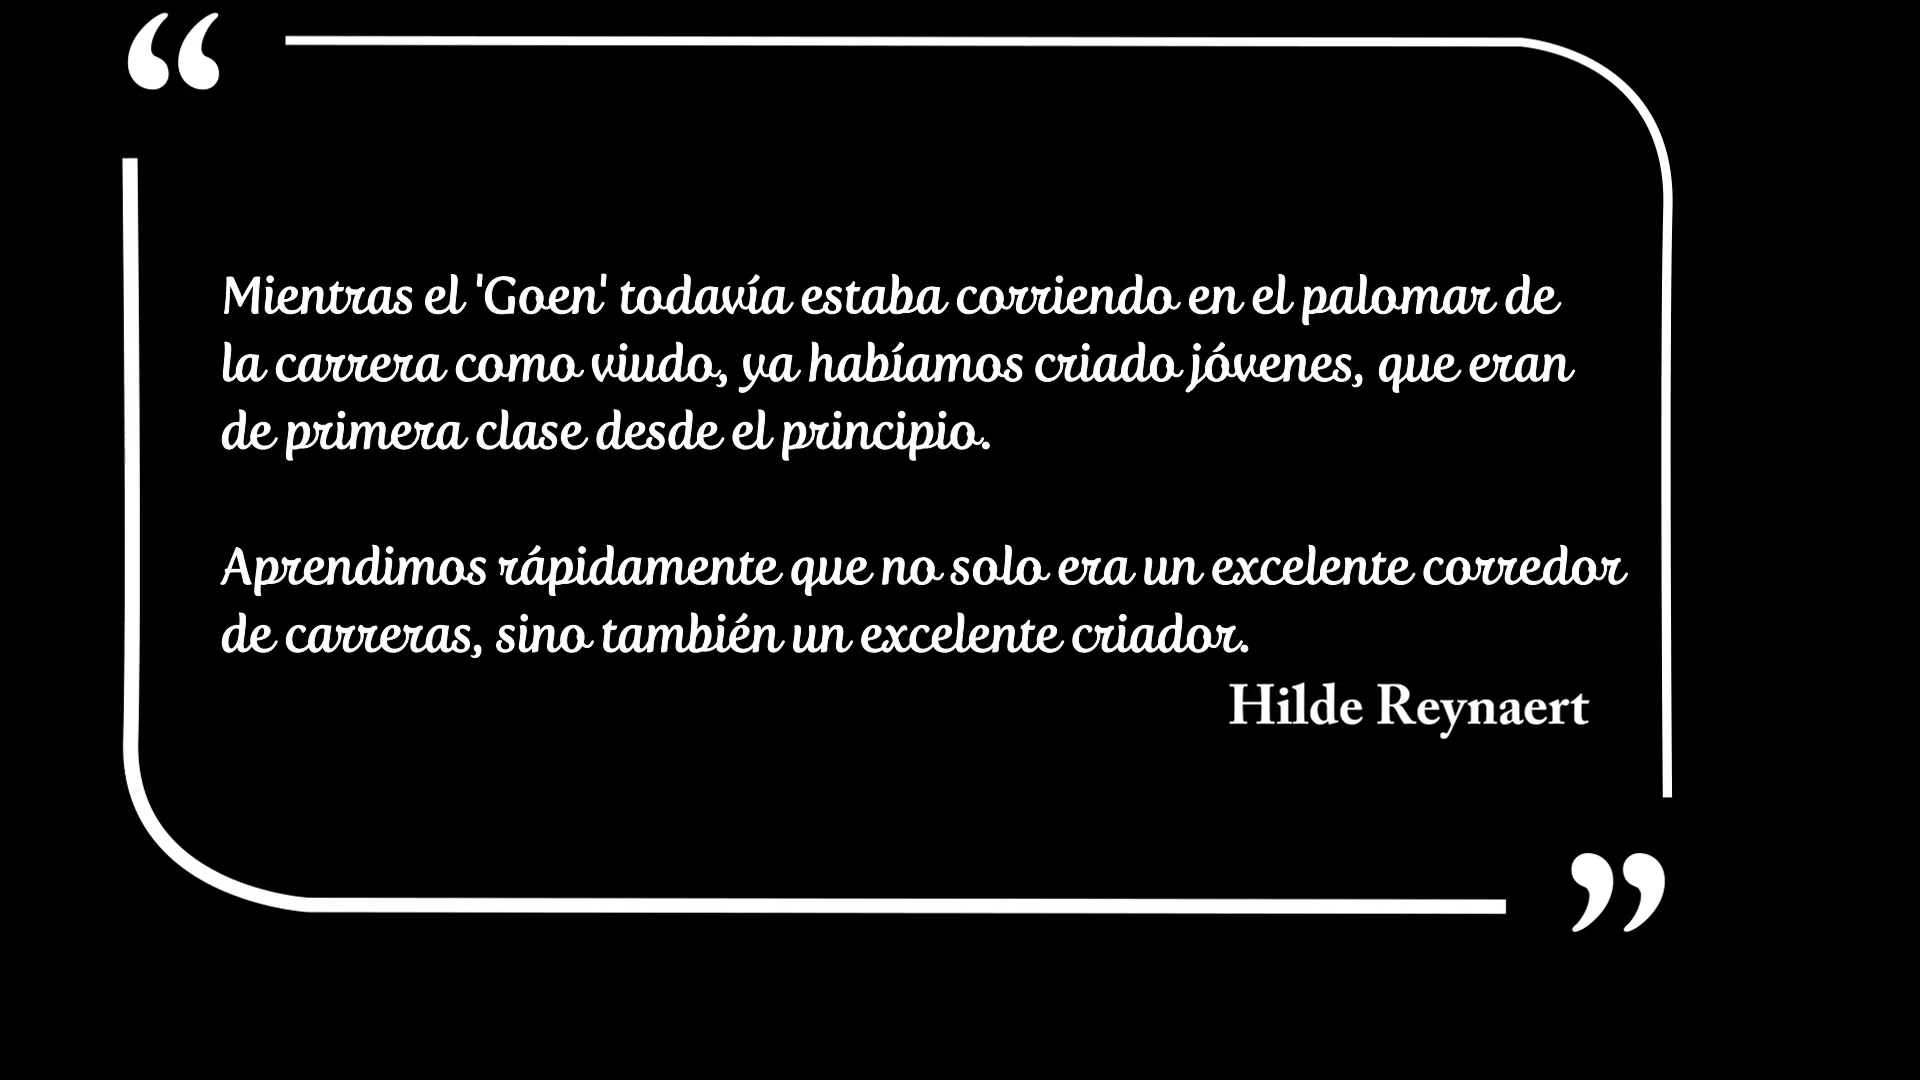 “
Mientras el 'Goen' todavía estaba corriendo en el palomar de
la carrera como viudo, ya habíamos criado jóvenes, que eran
de primera clase desde el principio.
Aprendimos rápidamente que no solo era un excelente corredor
de carreras, sino también un excelente criador.
Hilde Reynaert
”